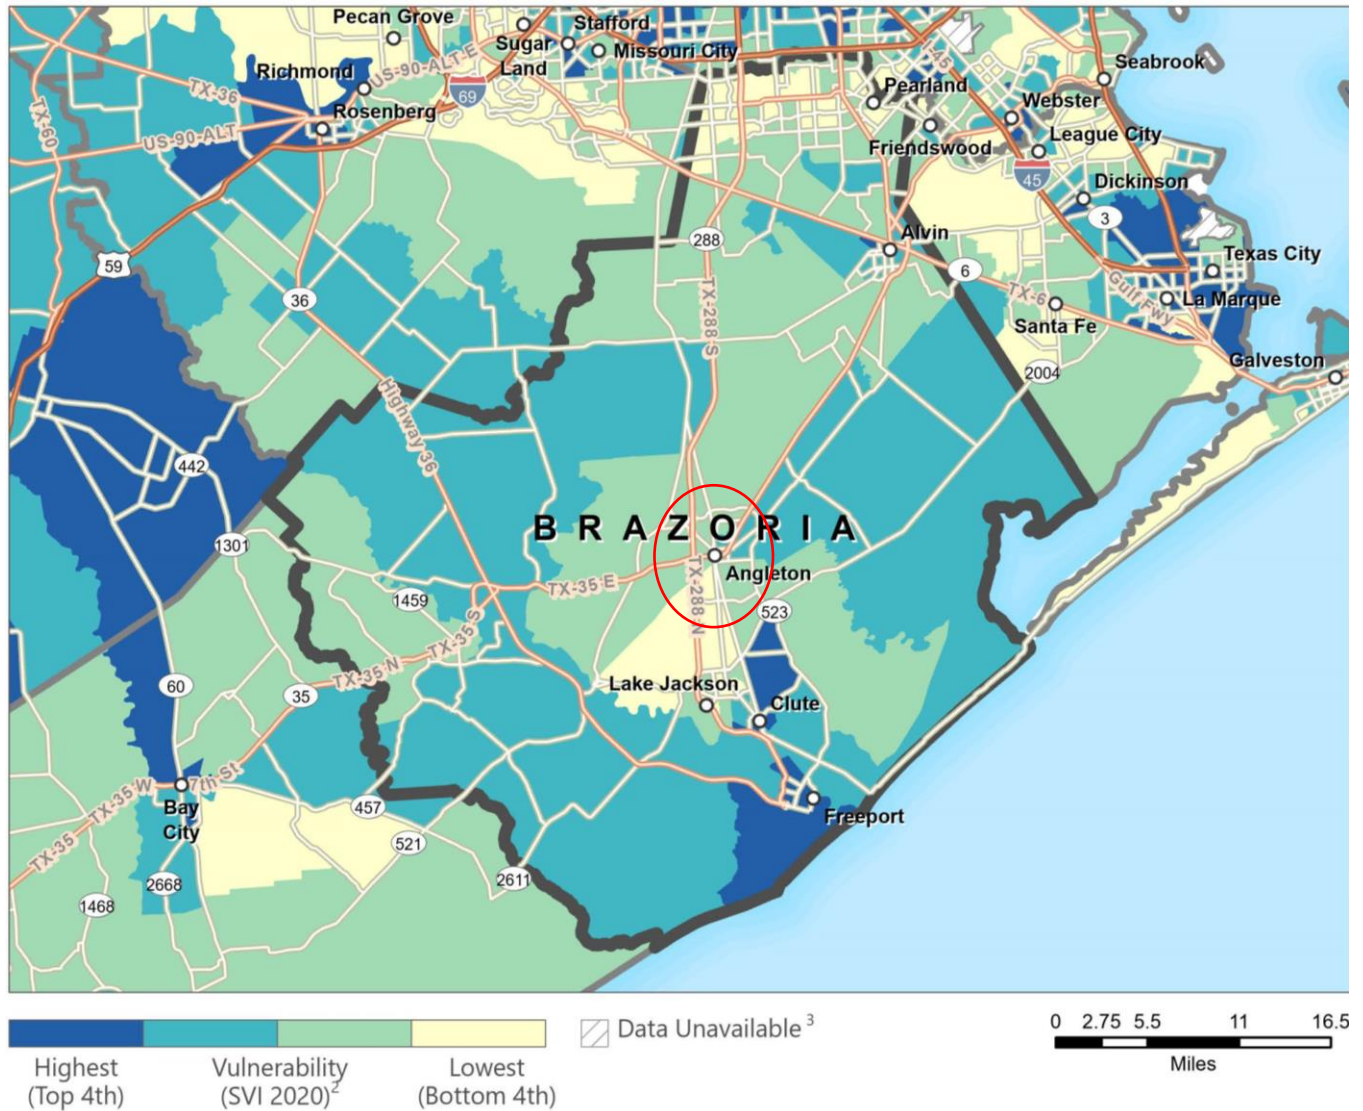 Pecan Grove
Stafford
Sugar
Land
Missouri City
Richmond
US-90-ALT-E
69
TX-36
Rosenberg
US-90-ALT
TX-60
I-45
Seabrook
Pearland
Webster
League City
Friendswood
45
Dickinson
3
59
36
288
Alvin
6
TX-6
Gulf Fwy
Texas City
La Marque
Santa Fe
Galveston
2004
TX-288 S
Highway 36
442
1301
BRAZORIA
Angleton
TX-35 E
TX-288 N
523
1459
TX-35 S
TX-35 N
60
35
Lake Jackson
Clute
7th St
TX-35 W
TX-35
Bay
City
457
521
Freeport
2668
2611
1468
Highest
(Top 4th)
Vulnerability
(SVI 2020)2
Lowest
(Bottom 4th)
Data Unavailable 3
0 2.75 5.5 11 16.5
Miles